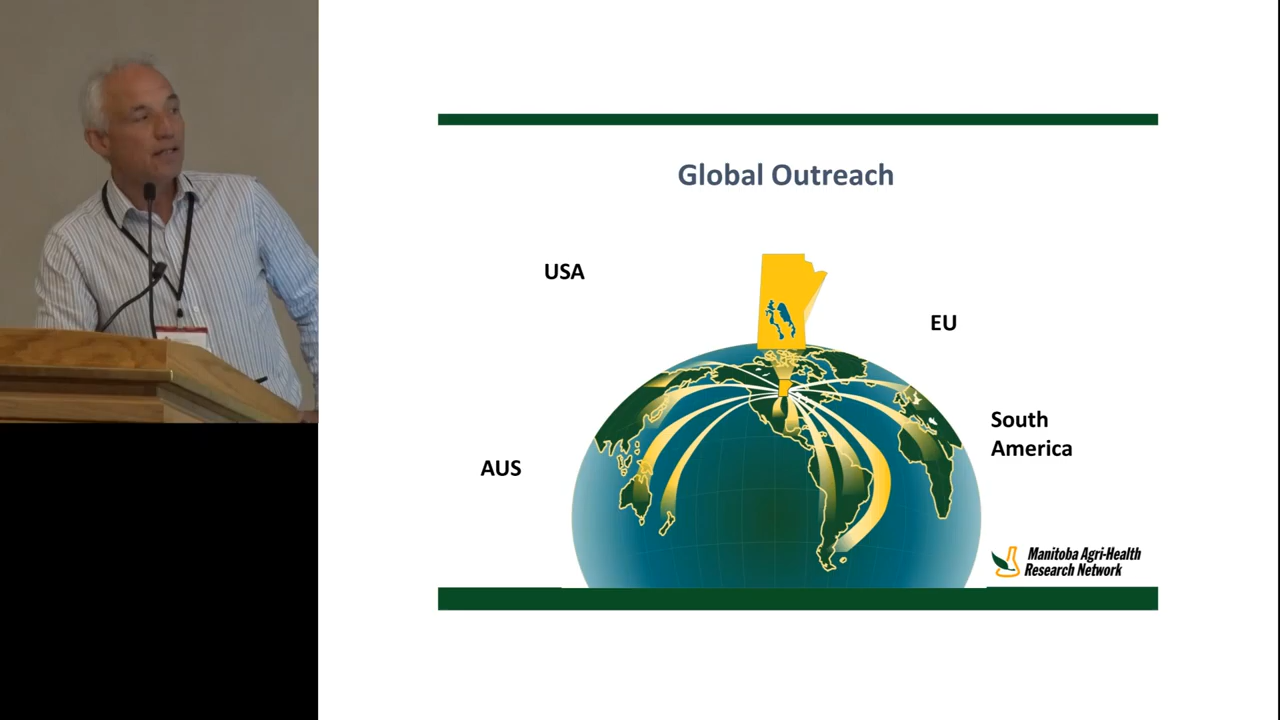 Global Outreach
USA
EU
South
America
AUS
Manitoba Agri-Health
Research Network